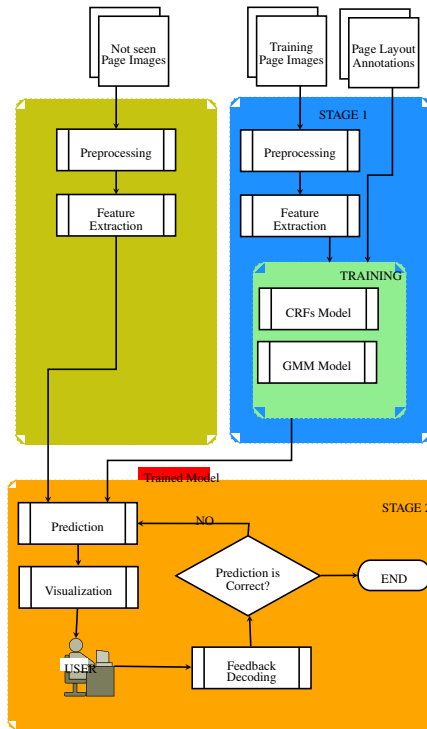 Not seen
Page Images
Training
Page Images
Page Layout
Annotations
STAGE 1
Preprocessing
Preprocessing
Feature
Extraction
Feature
Extraction
TRAINING
CRFs Model
GMM Model
Trained Model
STAGE 2
Prediction
NO
Prediction is
Correct?
END
Visualization
USER
Feedback
Decoding